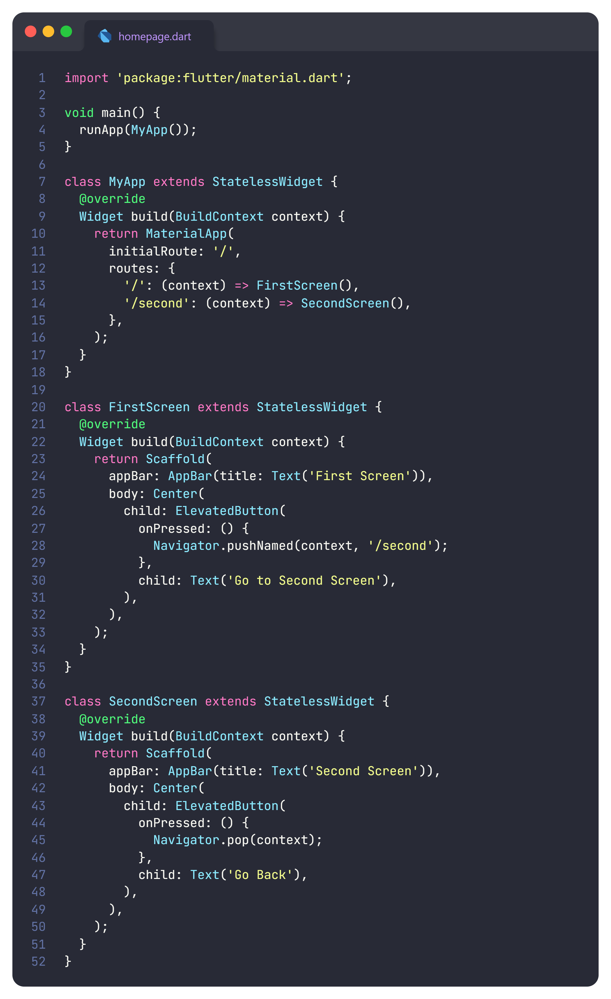 homepage.dart
1 import 'package:flutter/material.dart';
2
3 void main() {
4   runApp(MyApp());
5 }
6
7 class MyApp extends StatelessWidget {
8   @override
9   Widget build(BuildContext context) {
10     return MaterialApp(
11       initialRoute: '/',
12       routes: {
13         '/': (context) => FirstScreen(),
14         '/second': (context) => SecondScreen(),
15       },
16     );
17   }
18 }
19
20 class FirstScreen extends StatelessWidget {
21   @override
22   Widget build(BuildContext context) {
23     return Scaffold(
24       appBar: AppBar(title: Text('First Screen')),
25       body: Center(
26         child: ElevatedButton(
27           onPressed: () {
28             Navigator.pushNamed(context, '/second');
29           },
30           child: Text('Go to Second Screen'),
31         ),
32       ),
33     );
34   }
35 }
36
37 class SecondScreen extends StatelessWidget {
38   @override
39   Widget build(BuildContext context) {
40     return Scaffold(
41       appBar: AppBar(title: Text('Second Screen')),
42       body: Center(
43         child: ElevatedButton(
44           onPressed: () {
45             Navigator.pop(context);
46           },
47           child: Text('Go Back'),
48         ),
49       ),
50     );
51   }
52 }